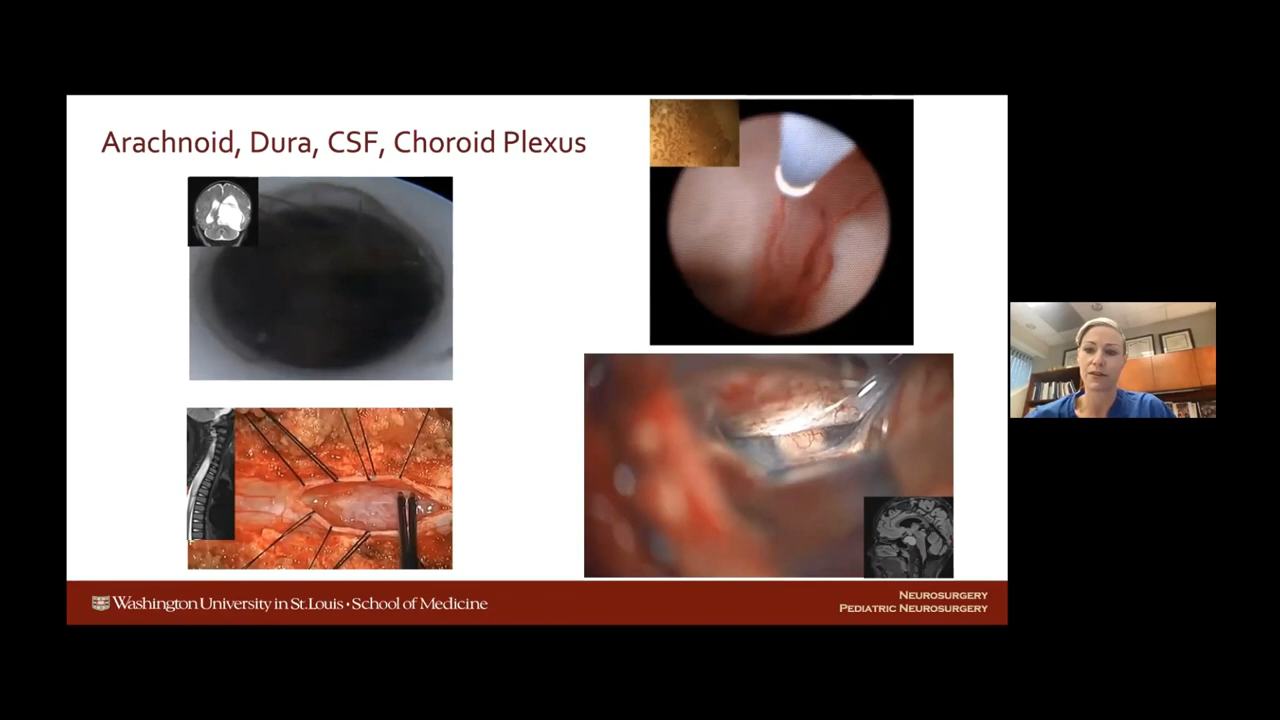 Arachnoid, Dura, CSF, Choroid Plexus
Washington University in St. Louis • School of Medicine
Neurosurgery
Pediatric Neurosurgery